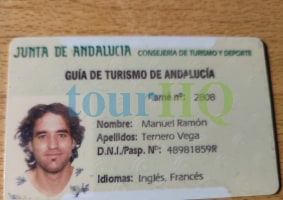 JUNTA DE ANDALUCIA CONSEJERIA DE TURISMO Y DEPORTE
GUÍA DE TURISMO DE ANDALUCÍA
tourHQ
Carné nº: 2808
Nombre: Manuel Ramón
Apellidos: Ternero Vega
D.N.I./Pasp. Nº: 48981859R
Idiomas: Inglés, Francés